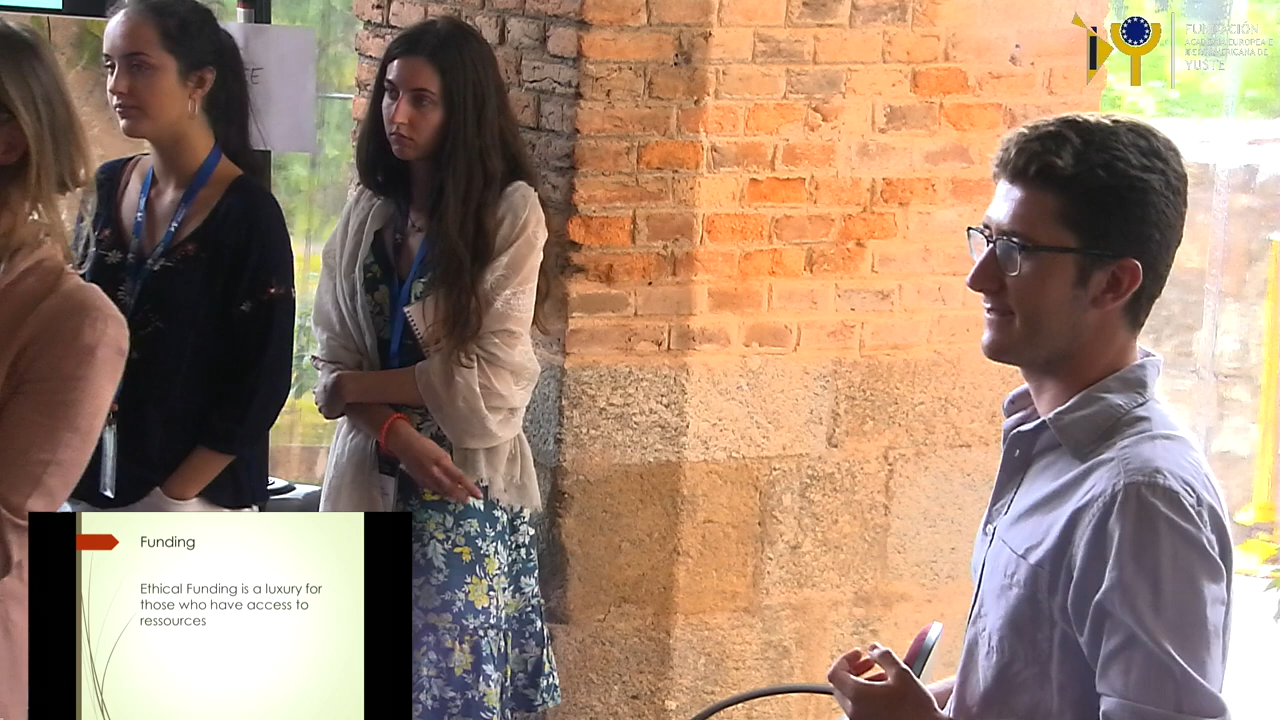 FUNDACIÓN
ACADEMIA EUROPEA E
IBEROAMERICANA DE
YUSTE
Funding
Ethical Funding is a luxury for
those who have access to
ressources